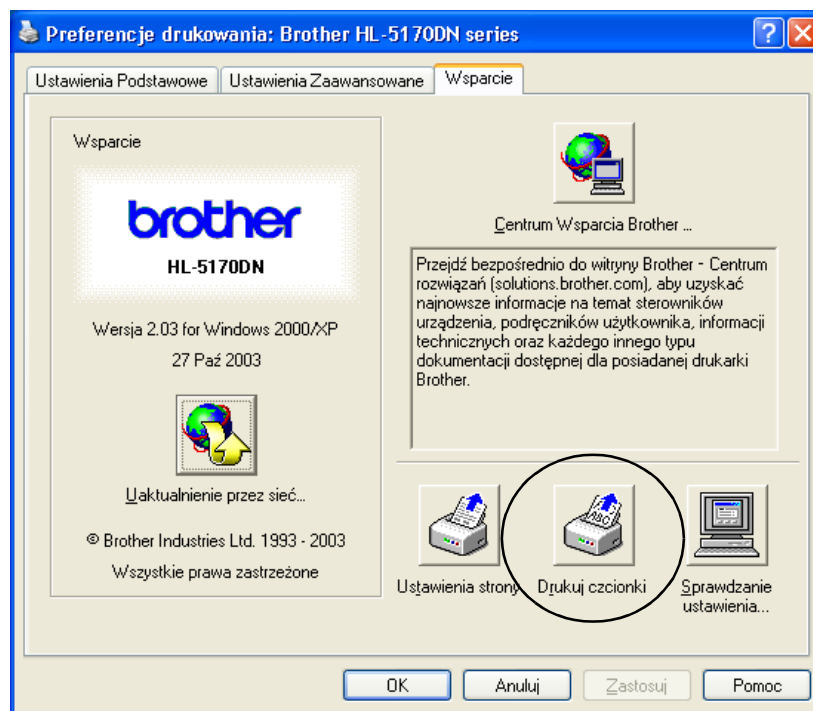 Preferencje drukowania: Brother HL-5170DN series
Ustawienia Podstawowe
Ustawienia Zaawansowane
Wsparcie
Wsparcie
brother
HL-5170DN
Wersja 2.03 for Windows 2000/XP
27 Paź 2003
Uaktualnienie przez sieć...
© Brother Industries Ltd. 1993 - 2003
Wszystkie prawa zastrzeżone
Centrum Wsparcia Brother ...
Przejdź bezpośrednio do witryny Brother - Centrum
rozwiązań (solutions.brother.com), aby uzyskać
najnowsze informacje na temat sterowników
urządzenia, podręczników użytkownika, informacji
technicznych oraz każdego innego typu
dokumentacji dostępnej dla posiadanej drukarki
Brother.
Ustawienia strony
ABC
Drukuj czcionki
Sprawdzanie
ustawienia...
OK
Anuluj
Zastosuj
Pomoc